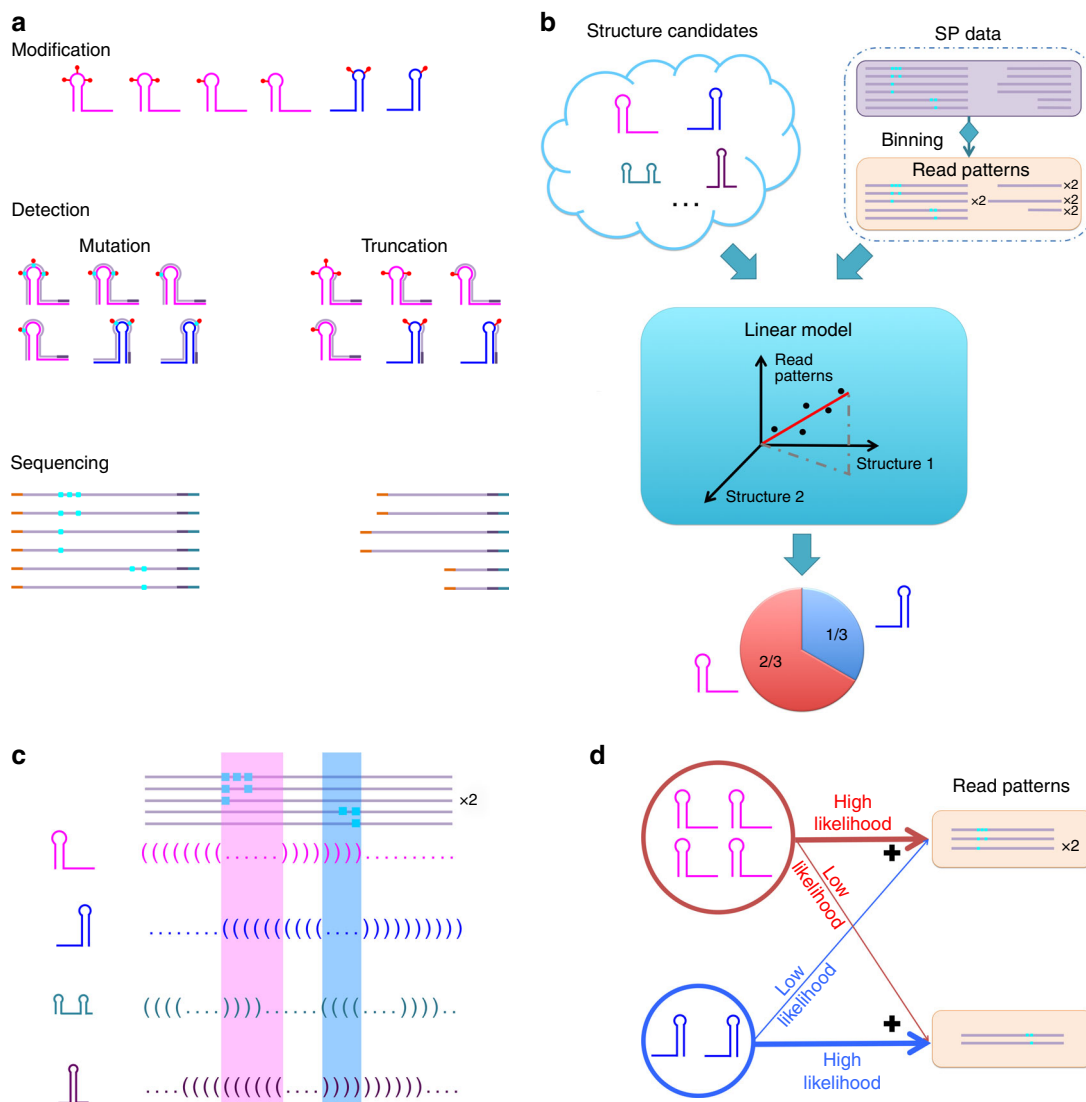 a
Modification
Detection
Mutation
Truncation
Sequencing
b
Structure candidates
SP data
...
Binning
Read patterns
×2
×2
×2
×2
Linear model
Read
patterns
Structure 1
Structure 2
1/3
2/3
c
×2
((((((((......))))))))..........
........((((((((((....))))))))))
((((....))))......((((....))))..
....((((((((((....))))))))))....
d
Read patterns
High
likelihood
+
×2
Low
likelihood
Low
likelihood
+
High
likelihood